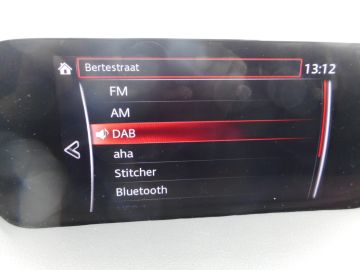 Bertestraat 13:12
FM
AM
DAB
aha
Stitcher
Bluetooth